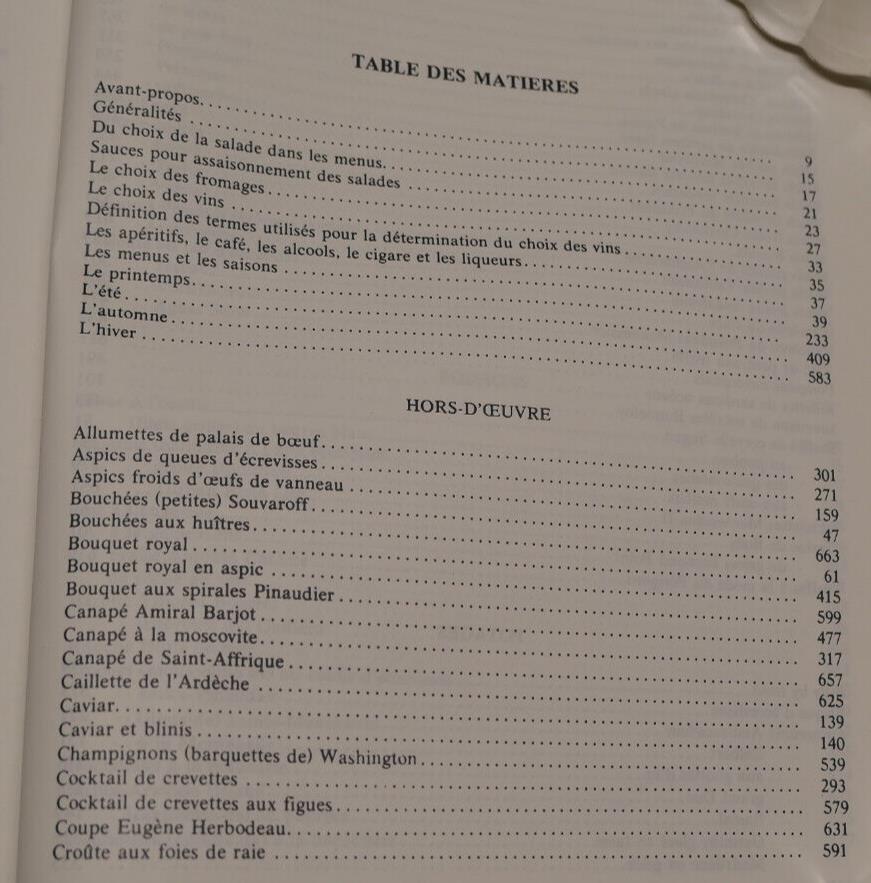 TABLE DES MATIERES
Avant-propos. . . . . . . . . . 9
Généralités . . . . . . . . . . 15
Du choix de la salade dans les menus. . . . . . . . . . 17
Sauces pour assaisonnement des salades . . . . . . . . . . 21
Le choix des fromages . . . . . . . . . . 23
Le choix des vins . . . . . . . . . . 27
Définition des termes utilisés pour la détermination du choix des vins . . . . . . . . . . 33
Les apéritifs, le café, les alcools, le cigare et les liqueurs . . . . . . . . . . 35
Les menus et les saisons . . . . . . . . . . 37
Le printemps. . . . . . . . . . 39
L'été . . . . . . . . . . 233
L'automne . . . . . . . . . . 409
L'hiver . . . . . . . . . . 583
HORS-D'ŒUVRE
Allumettes de palais de bœuf. . . . . . . . . . 301
Aspics de queues d'écrevisses . . . . . . . . . . 271
Aspics froids d'œufs de vanneau . . . . . . . . . . 159
Bouchées (petites) Souvaroff . . . . . . . . . . 47
Bouchées aux huîtres . . . . . . . . . . 663
Bouquet royal . . . . . . . . . . 61
Bouquet royal en aspic . . . . . . . . . . 415
Bouquet aux spirales Pinaudier . . . . . . . . . . 599
Canapé Amiral Barjot . . . . . . . . . . 477
Canapé à la moscovite . . . . . . . . . . 317
Canapé de Saint-Affrique . . . . . . . . . . 657
Caillette de l'Ardèche . . . . . . . . . . 625
Caviar. . . . . . . . . . 139
Caviar et blinis . . . . . . . . . . 140
Champignons (barquettes de) Washington . . . . . . . . . . 539
Cocktail de crevettes . . . . . . . . . . 293
Cocktail de crevettes aux figues . . . . . . . . . . 579
Coupe Eugène Herbodeau. . . . . . . . . . 631
Croûte aux foies de raie . . . . . . . . . . 591